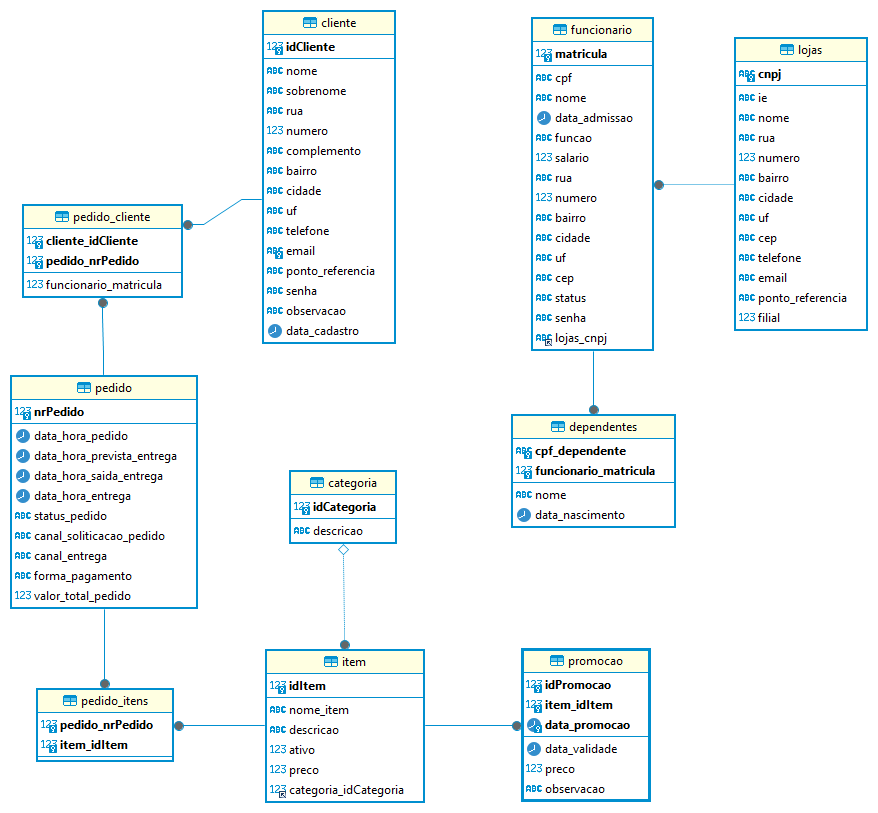 cliente
123 idCliente
ABC nome
ABC sobrenome
ABC rua
123 numero
ABC complemento
ABC bairro
ABC cidade
ABC uf
ABC telefone
ABC email
ABC ponto_referencia
ABC senha
ABC observacao
data_cadastro
funcionario
123 matricula
ABC cpf
ABC nome
data_admissao
ABC funcao
123 salario
ABC rua
123 numero
ABC bairro
ABC cidade
ABC uf
ABC cep
ABC status
ABC senha
ABC lojas_cnpj
lojas
ABC cnpj
ABC ie
ABC nome
ABC rua
123 numero
ABC bairro
ABC cidade
ABC uf
ABC cep
ABC telefone
ABC email
ABC ponto_referencia
123 filial
pedido_cliente
123 cliente_idCliente
123 pedido_nrPedido
123 funcionario_matricula
pedido
123 nrPedido
data_hora_pedido
data_hora_prevista_entrega
data_hora_saida_entrega
data_hora_entrega
ABC status_pedido
ABC canal_soliticacao_pedido
ABC canal_entrega
ABC forma_pagamento
123 valor_total_pedido
dependentes
ABC cpf_dependente
123 funcionario_matricula
ABC nome
data_nascimento
categoria
123 idCategoria
ABC descricao
pedido_itens
123 pedido_nrPedido
123 item_idItem
item
123 idItem
ABC nome_item
ABC descricao
123 ativo
123 preco
123 categoria_idCategoria
promocao
123 idPromocao
123 item_idItem
data_promocao
data_validade
123 preco
ABC observacao